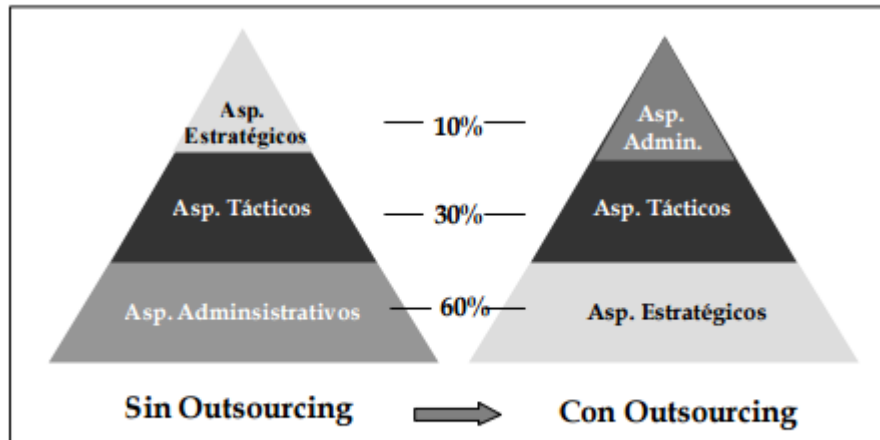 Asp.
Estratégicos
Asp. Tácticos
Asp. Adminsistrativos
10%
30%
60%
Asp.
Admin.
Asp. Tácticos
Asp. Estratégicos
Sin Outsourcing
Con Outsourcing